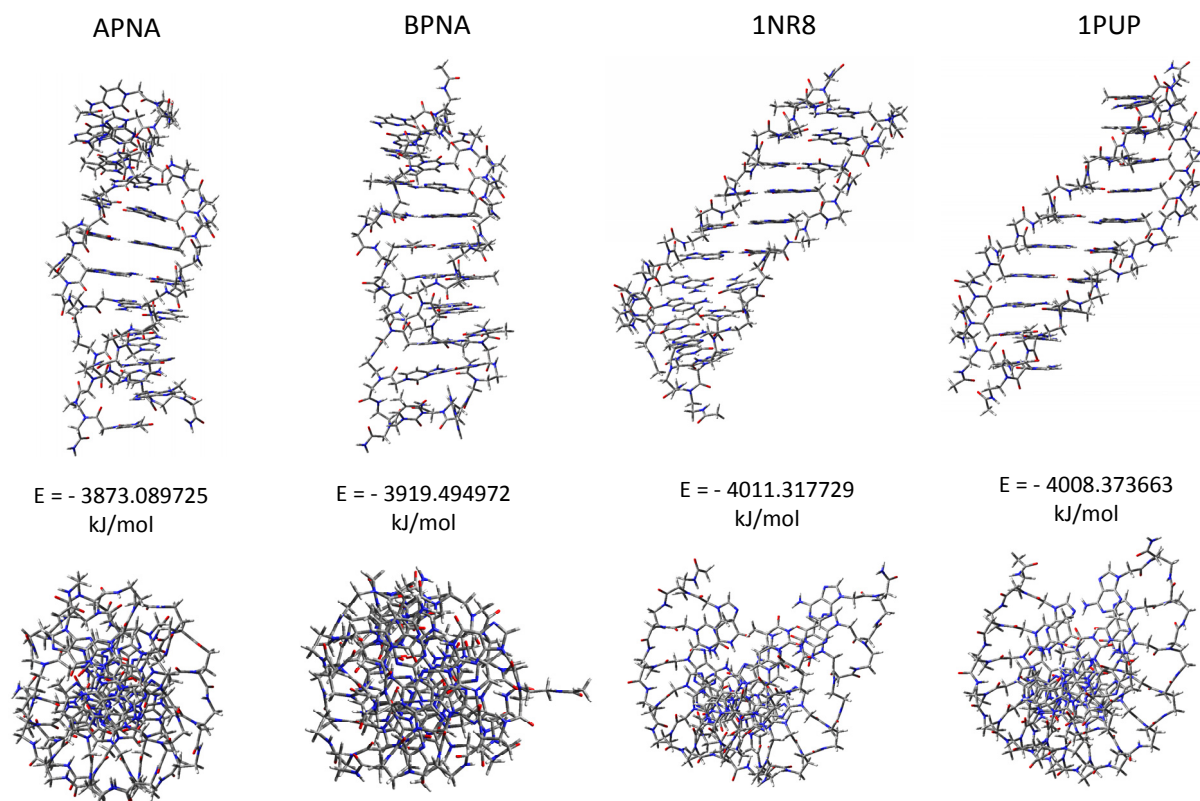 APNA
BPNA
1NR8
1PUP
E = - 3873.089725
kJ/mol
E = - 3919.494972
kJ/mol
E = - 4011.317729
kJ/mol
E = - 4008.373663
kJ/mol